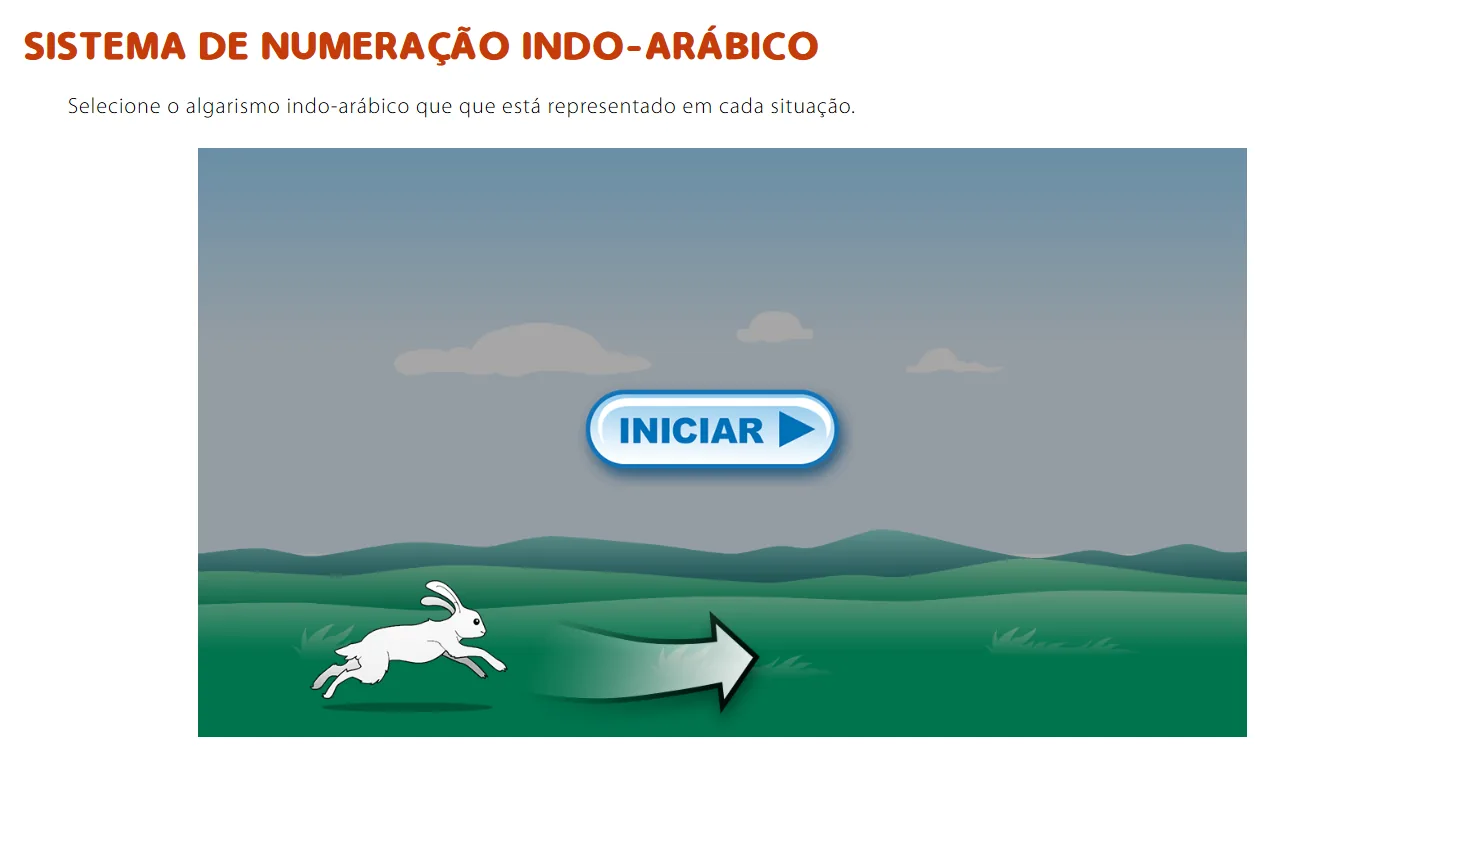 SISTEMA DE NUMERAÇÃO INDO-ARÁBICO
Selecione o algarismo indo-arábico que que está representado em cada situação.
INICIAR